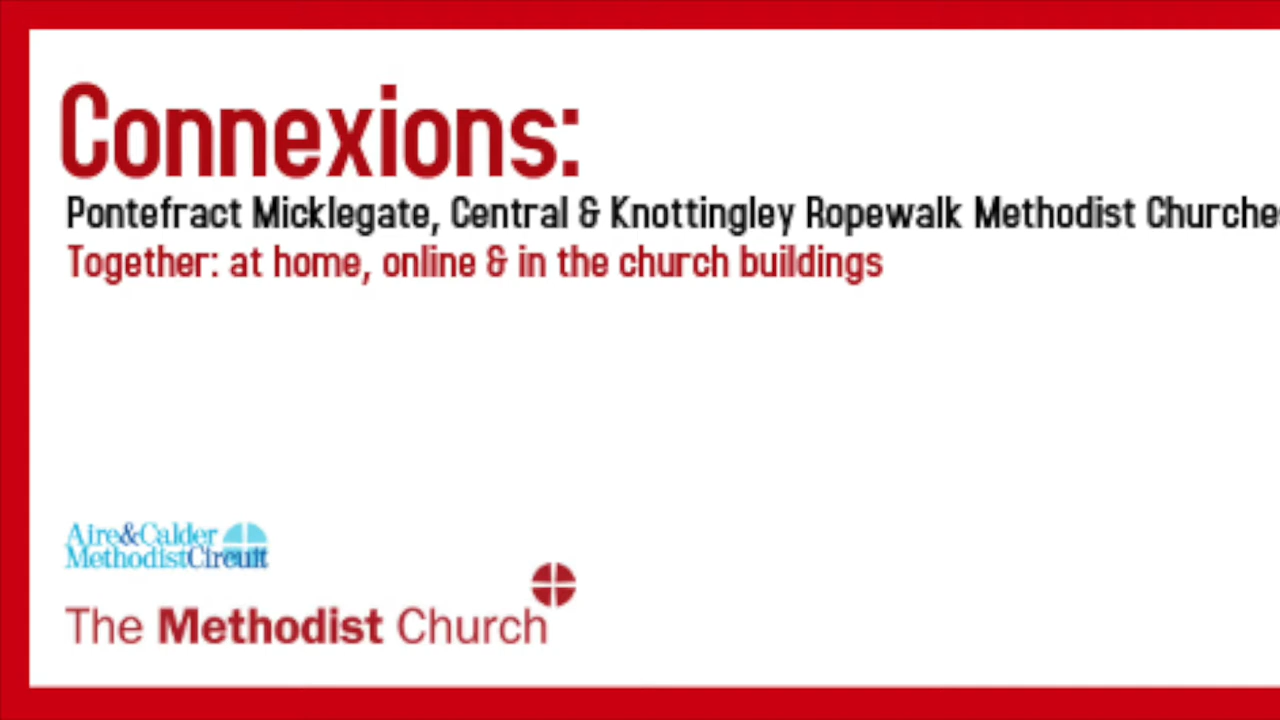 Connexions:
Pontefract Micklegate, Central & Knottingley Ropewalk Methodist Churche
Together: at home, online & in the church buildings
Aire&Calder
MethodistCircuit
The Methodist Church